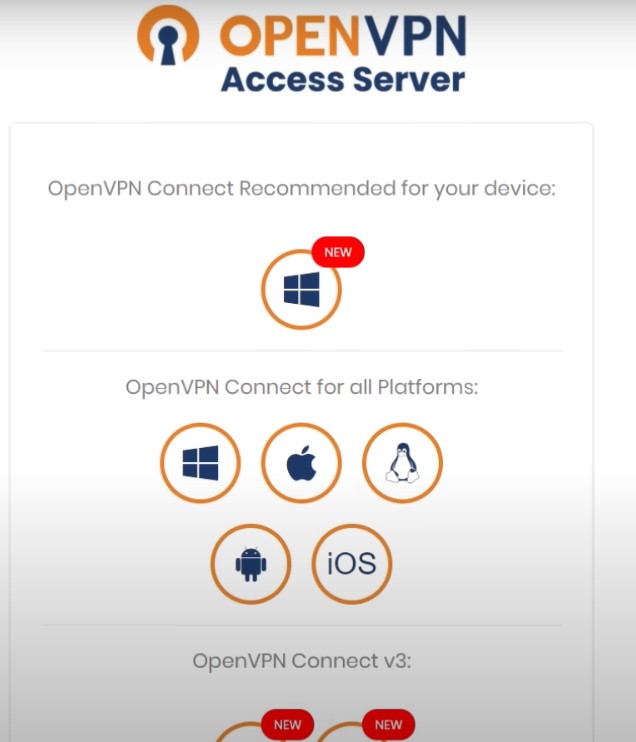 OPENVPN
Access Server
OpenVPN Connect Recommended for your device:
NEW
OpenVPN Connect for all Platforms:
iOS
OpenVPN Connect v3:
NEW NEW